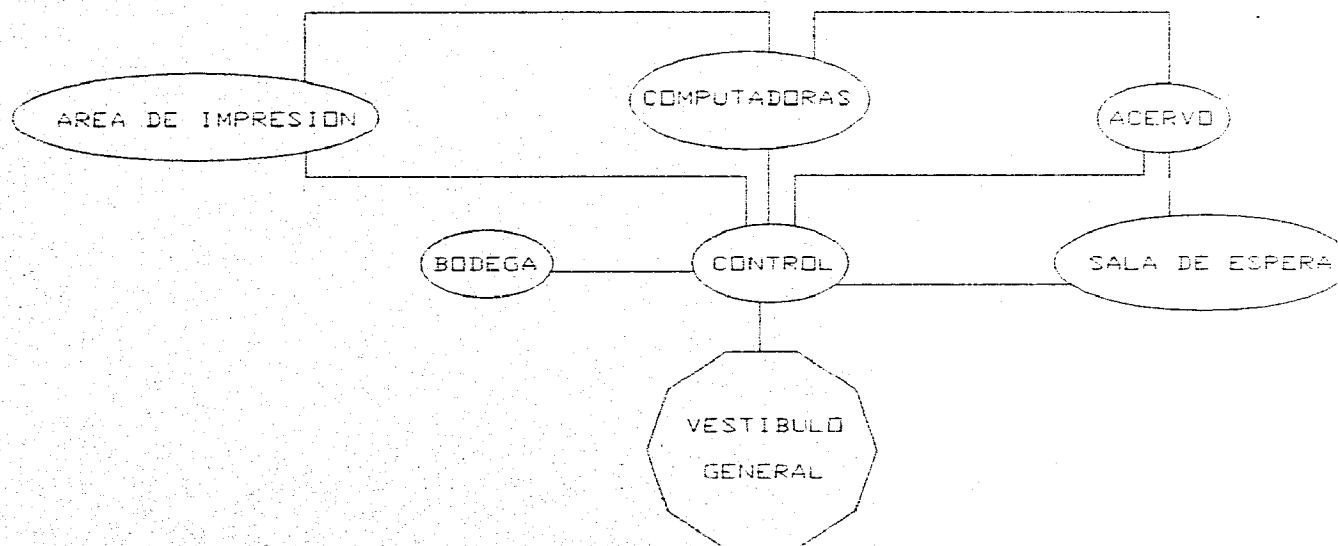 COMPUTADORAS
AREA DE IMPRESION
ACERVO
BODEGA
CONTROL
SALA DE ESPERA
VESTIBULO
GENERAL